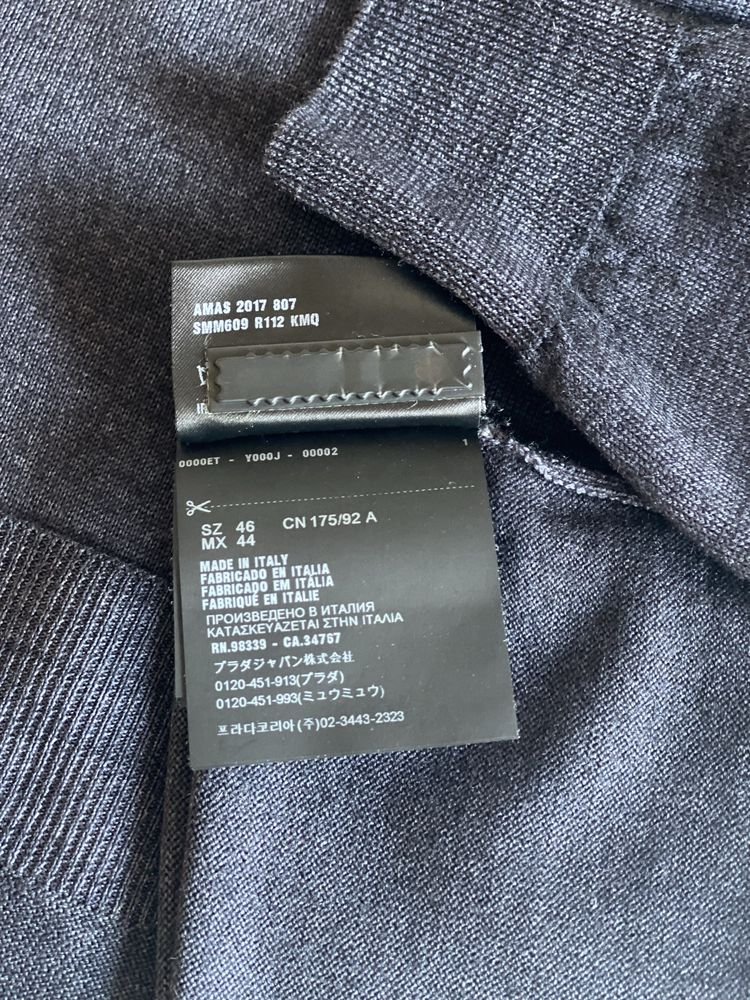 AMAS 2017 807
SMM609 R112 KMQ
0000ET - Y000J - 00002
1
SZ 46 CN 175/92 A
MX 44
MADE IN ITALY
FABRICADO EN ITALIA
FABRICADO EM ITÁLIA
FABRIQUÉ EN ITALIE
ПРОИЗВЕДЕНО В ИТАЛИЯ
ΚΑΤΑΣΚΕΥΑΖΕΤΑΙ ΣΤΗΝ ΙΤΑΛΙΑ
RN.98339 - CA.34767
プラダジャパン株式会社
0120-451-913(プラダ)
0120-451-993(ミュウミュウ)
프라다코리아(주)02-3443-2323